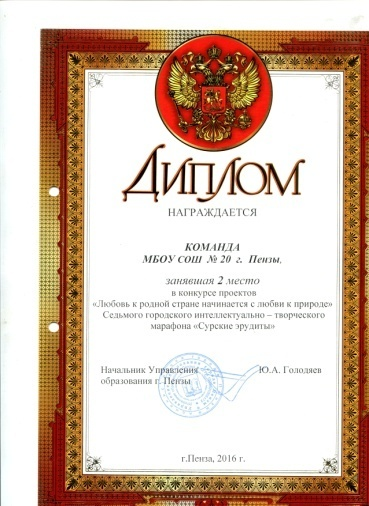 ДИПЛОМ
НАГРАЖДАЕТСЯ
КОМАНДА
МБОУ СОШ № 20 г. Пензы,
занявшая 2 место
в конкурсе проектов
«Любовь к родной стране начинается с любви к природе»
Седьмого городского интеллектуально – творческого
марафона «Сурские эрудиты»
Начальник Управления Ю.А. Голодяев
образования г. Пензы
г.Пенза, 2016 г.